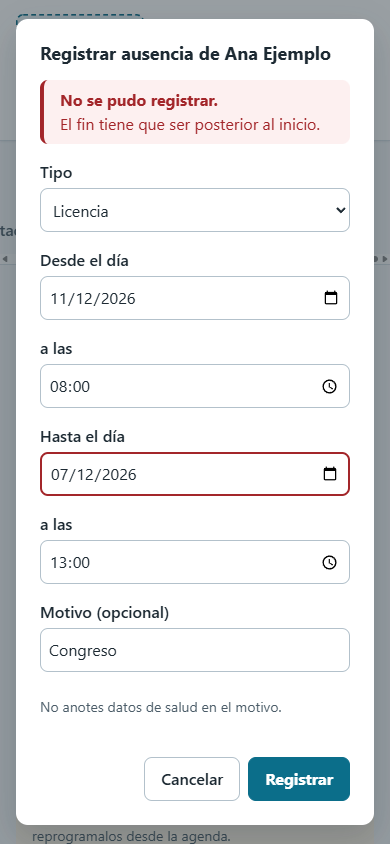 Registrar ausencia de Ana Ejemplo
No se pudo registrar.
El fin tiene que ser posterior al inicio.
Tipo
Licencia
Desde el día
11/12/2026
a las
08:00
Hasta el día
07/12/2026
a las
13:00
Motivo (opcional)
Congreso
No anotes datos de salud en el motivo.
Cancelar
Registrar
reprogramalos desde la agenda.